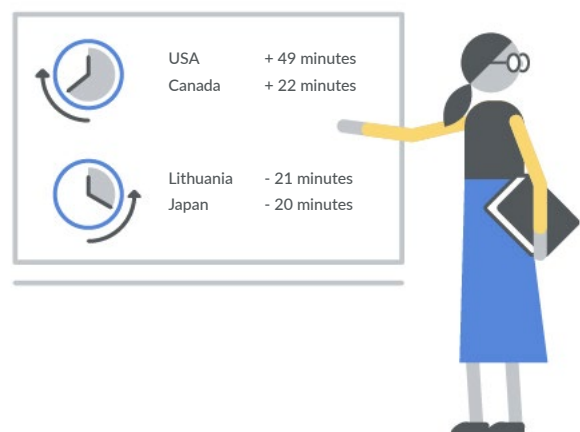 USA + 49 minutes
Canada + 22 minutes
Lithuania - 21 minutes
Japan - 20 minutes